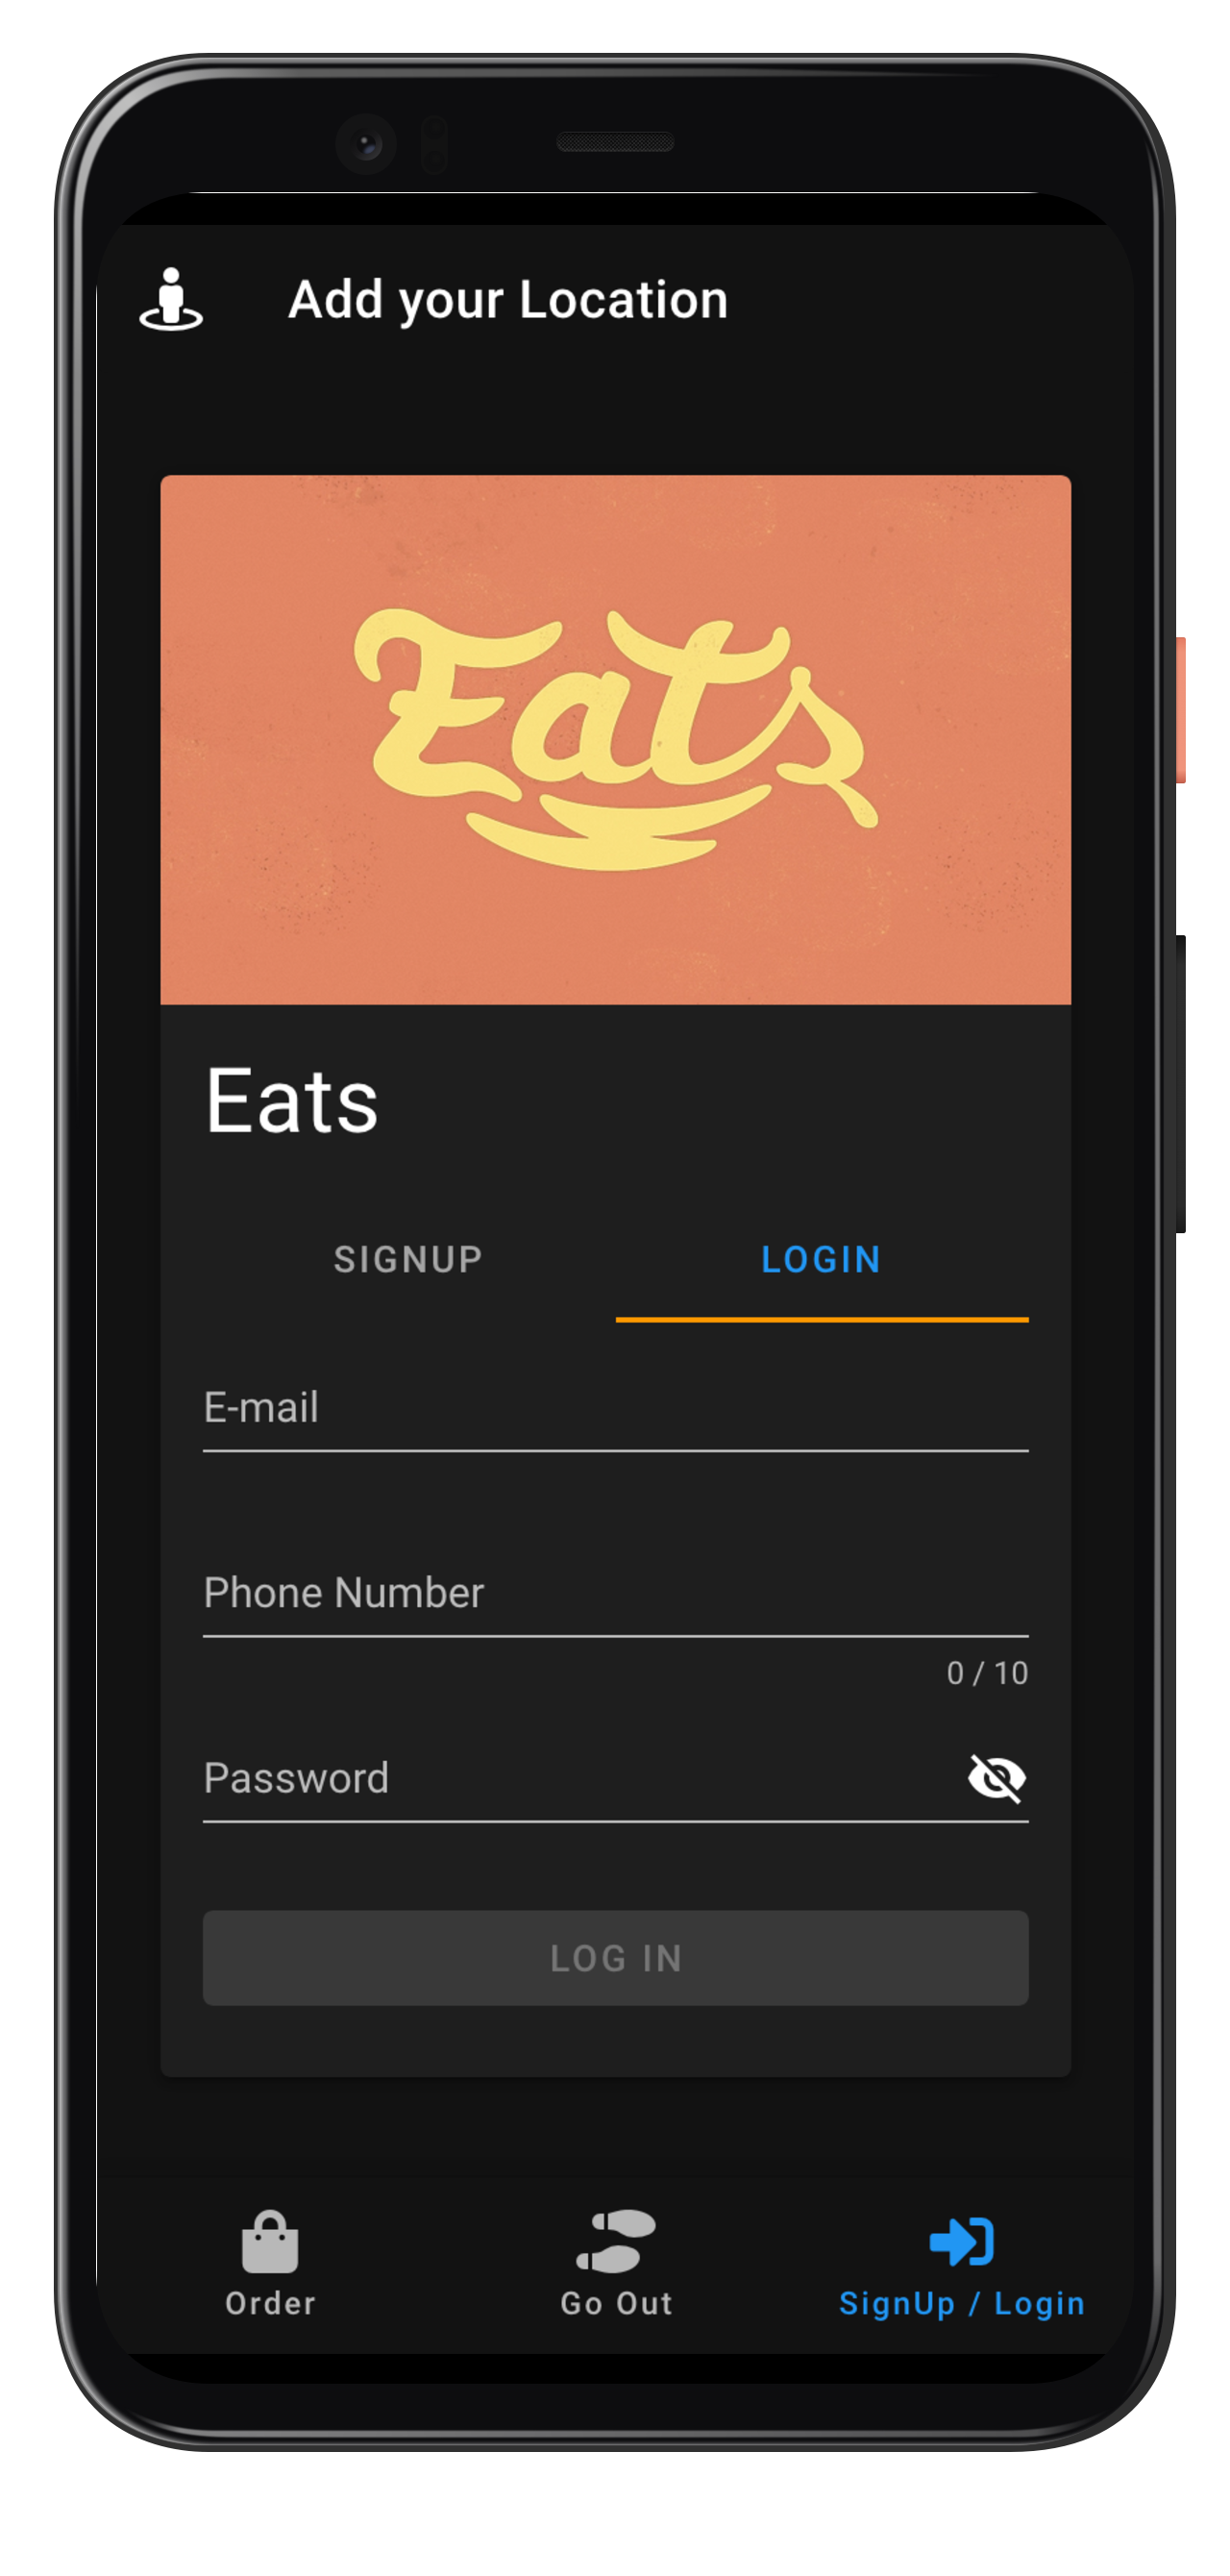 Add your Location
Eats
Eats
SIGNUP LOGIN
E-mail
Phone Number
0 / 10
Password
LOG IN
Order Go Out SignUp / Login